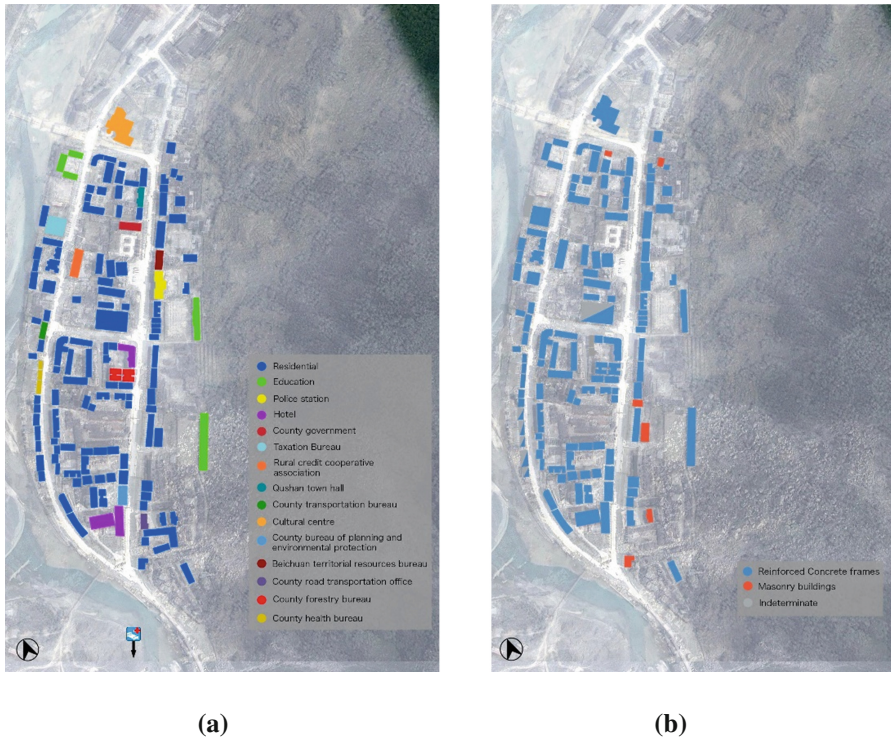 Residential
Education
Police station
Hotel
County government
Taxation Bureau
Rural credit cooperative
association
Qushan town hall
County transportation bureau
Cultural centre
County bureau of planning and
environmental protection
Beichuan territorial resources bureau
County road transportation office
County forestry bureau
County health bureau
Reinforced Concrete frames
Masonry buildings
Indeterminate
(a)
(b)